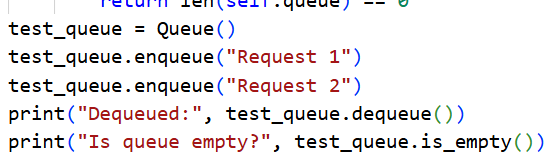 return len(self.queue) == 0
test_queue = Queue()
test_queue.enqueue("Request 1")
test_queue.enqueue("Request 2")
print("Dequeued:", test_queue.dequeue())
print("Is queue empty?", test_queue.is_empty())